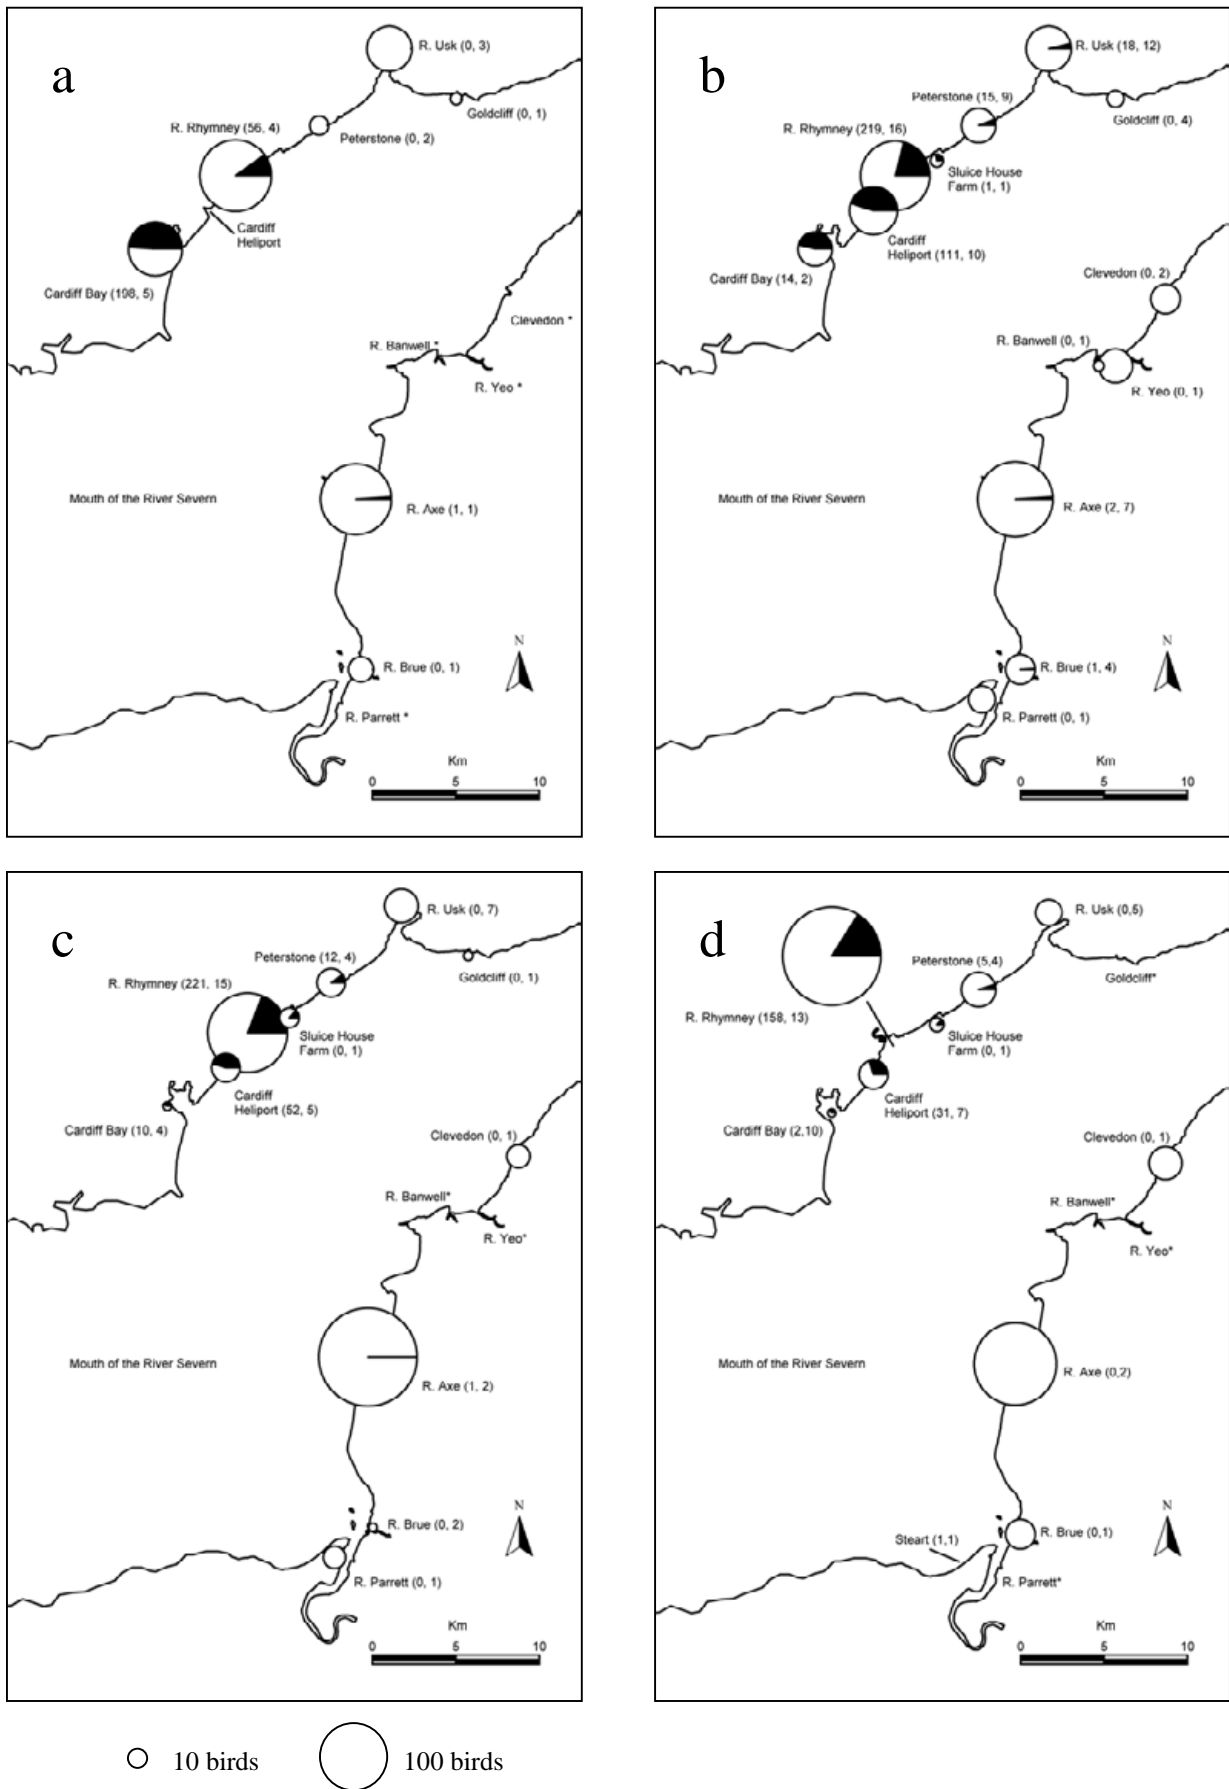 a
R. Usk (0, 3)
Goldcliff (0, 1)
R. Rhymney (56, 4)
Peterstone (0, 2)
Cardiff
Heliport
Cardiff Bay (198, 5)
Clevedon *
R. Banwell *
R. Yeo *
Mouth of the River Severn
R. Axe (1, 1)
N
R. Brue (0, 1)
R. Parrett *
Km
0 5 10
b
R. Usk (18, 12)
Peterstone (15, 9)
Goldcliff (0, 4)
R. Rhymney (219, 16)
Sluice House
Farm (1, 1)
Cardiff
Heliport (111, 10)
Cardiff Bay (14, 2)
Clevedon (0, 2)
R. Banwell (0, 1)
R. Yeo (0, 1)
Mouth of the River Severn
R. Axe (2, 7)
N
R. Brue (1, 4)
R. Parrett (0, 1)
Km
0 5 10
c
R. Usk (0, 7)
Peterstone (12, 4)
Goldcliff (0, 1)
R. Rhymney (221, 15)
Sluice House
Farm (0, 1)
Cardiff
Heliport (52, 5)
Cardiff Bay (10, 4)
Clevedon (0, 1)
R. Banwell*
R. Yeo*
Mouth of the River Severn
R. Axe (1, 2)
N
R. Brue (0, 2)
R. Parrett (0, 1)
Km
0 5 10
d
R. Usk (0,5)
Peterstone (5,4)
Goldcliff*
R. Rhymney (158, 13)
Sluice House
Farm (0, 1)
Cardiff
Heliport (31, 7)
Cardiff Bay (2,10)
Clevedon (0, 1)
R. Banwell*
R. Yeo*
Mouth of the River Severn
R. Axe (0,2)
N
Steart (1,1)
R. Brue (0,1)
R. Parrett*
Km
0 5 10
10 birds
100 birds